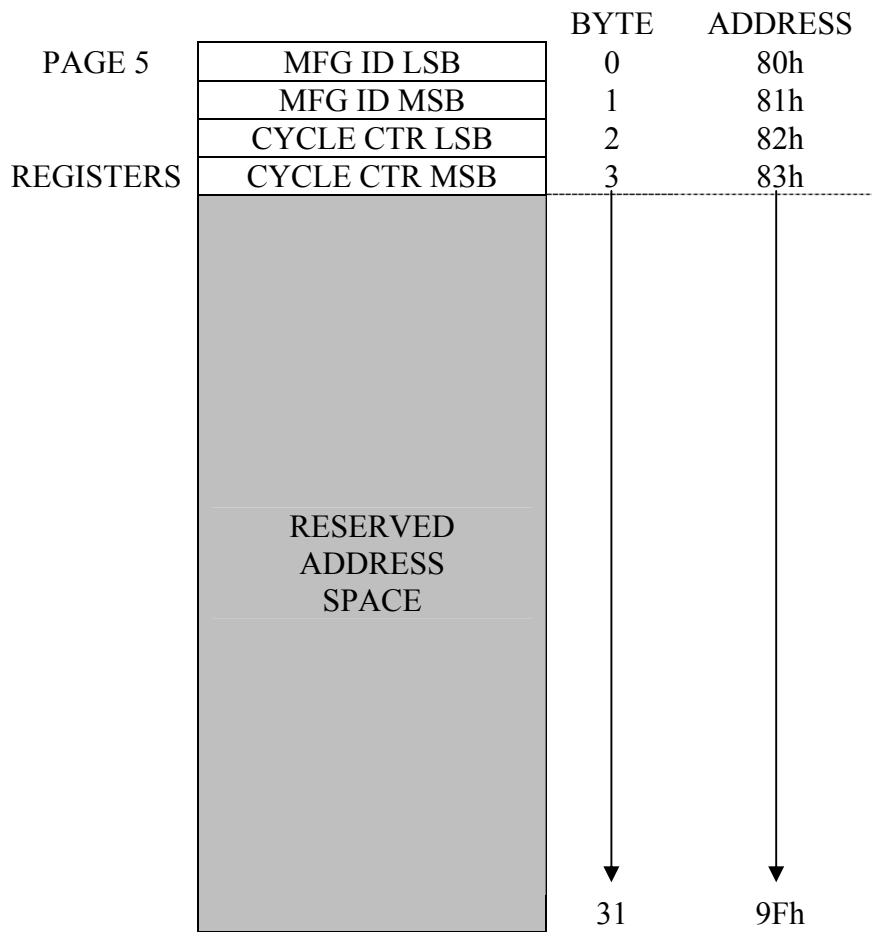 BYTE ADDRESS
PAGE 5 MFG ID LSB 0 80h
MFG ID MSB 1 81h
CYCLE CTR LSB 2 82h
REGISTERS CYCLE CTR MSB 3 83h
RESERVED
ADDRESS
SPACE
31 9Fh